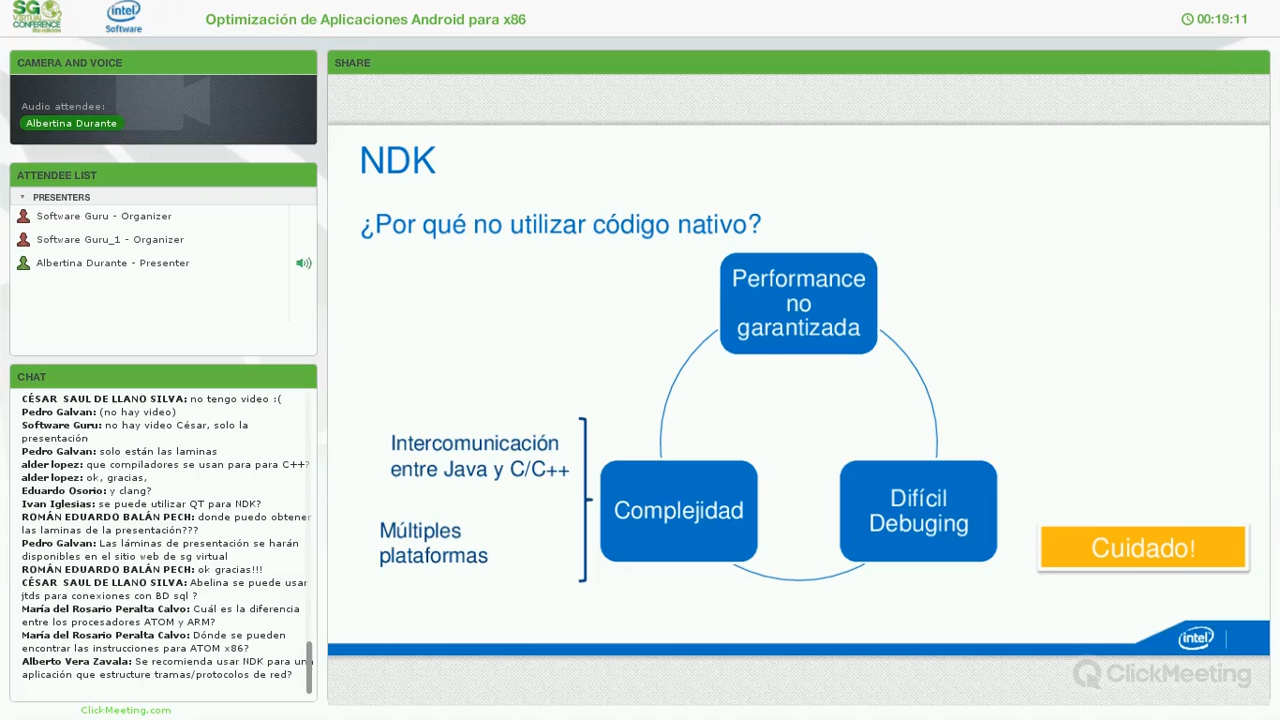 SG
VIRTUAL
CONFERENCE
intel
Software
Optimización de Aplicaciones Android para x86
00:19:11
CAMERA AND VOICE
Audio attendee:
Albertina Durante
ATTENDEE LIST
PRESENTERS
Software Guru - Organizer
Software Guru_1 - Organizer
Albertina Durante - Presenter
CHAT
CÉSAR SAUL DE LLANO SILVA: no tengo video :(
Pedro Galvan: (no hay video)
Software Guru: no hay video César, solo la
presentación
Pedro Galvan: solo están las laminas
alder lopez: que compiladores se usan para para C++?
alder lopez: ok, gracias,
Eduardo Osorio: y clang?
Ivan Iglesias: se puede utilizar QT para NDK?
ROMÁN EDUARDO BALÁN PECH: donde puedo obtener
las laminas de la presentación???
Pedro Galvan: Las láminas de presentación se harán
disponibles en el sitio web de sg virtual
ROMÁN EDUARDO BALÁN PECH: ok gracias!!!
CÉSAR SAUL DE LLANO SILVA: Abelina se puede usar
jtds para conexiones con BD sql ?
María del Rosario Peralta Calvo: Cuál es la diferencia
entre los procesadores ATOM y ARM?
María del Rosario Peralta Calvo: Dónde se pueden
encontrar las instrucciones para ATOM x86?
Alberto Vera Zavala: Se recomienda usar NDK para una
aplicación que estructure tramas/protocolos de red?
ClickMeeting.com
SHARE
NDK
¿Por qué no utilizar código nativo?
Performance
no
garantizada
Intercomunicación
entre Java y C/C++
Múltiples
plataformas
Complejidad
Difícil
Debuging
Cuidado!
intel
ClickMeeting